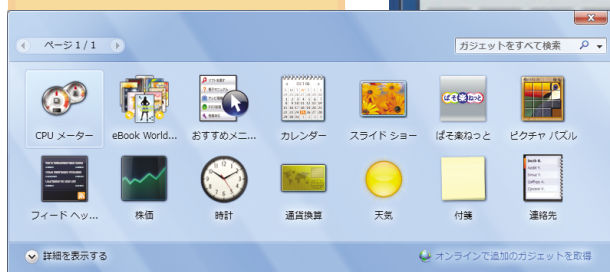 ページ 1 / 1
ガジェットをすべて検索
CPU メーター
eBook World...
おすすめメニ...
カレンダー
スライド ショー
ぱそ楽ねっと
ピクチャ パズル
フィード ヘッ...
株価
時計
通貨換算
天気
付箋
連絡先
詳細を表示する
オンラインで追加のガジェットを取得